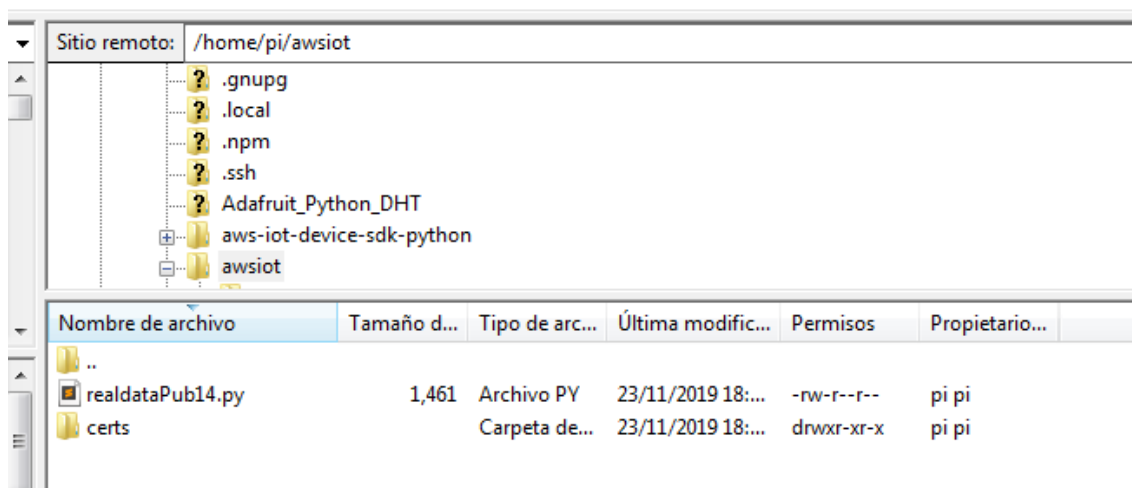 Sitio remoto: /home/pi/awsiot
.gnupg
.local
.npm
.ssh
Adafruit_Python_DHT
aws-iot-device-sdk-python
awsiot
Nombre de archivo Tamaño d... Tipo de arc... Última modific... Permisos Propietario...
..
realdataPub14.py 1,461 Archivo PY 23/11/2019 18:... -rw-r--r-- pi pi
certs Carpeta de... 23/11/2019 18:... drwxr-xr-x pi pi